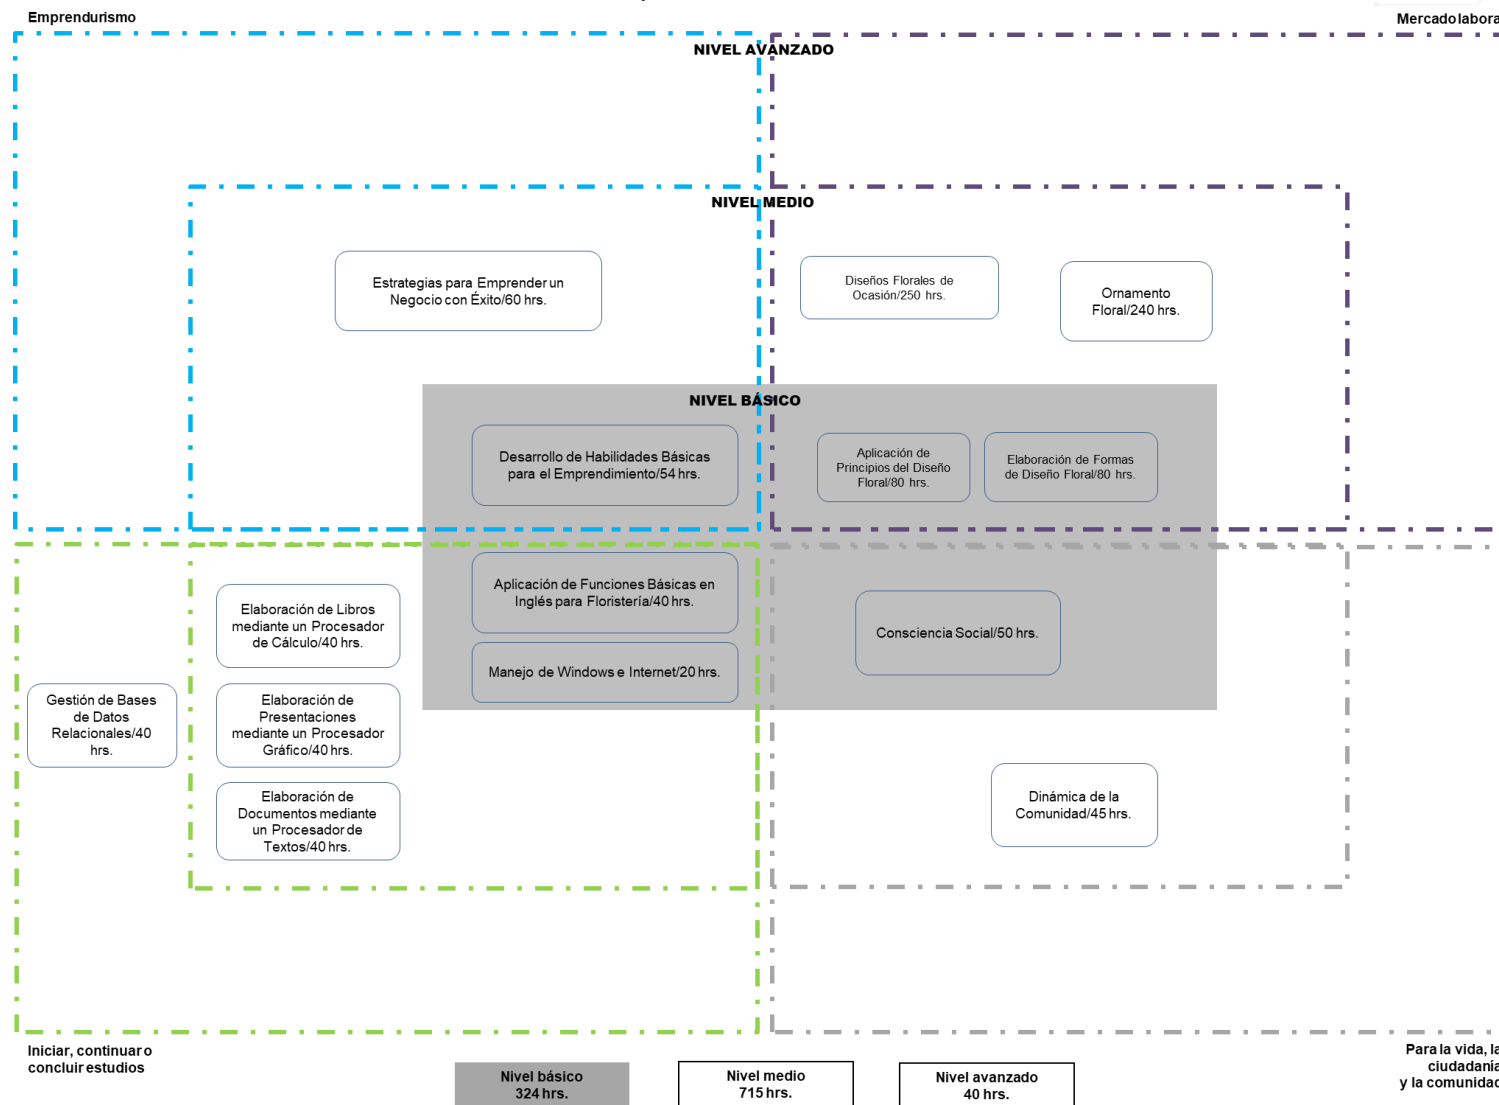 Emprendurismo
Mercado labora
NIVEL AVANZADO
NIVEL MEDIO
Estrategias para Emprender un
Negocio con Éxito/60 hrs.
Diseños Florales de
Ocasión/250 hrs.
Ornamento
Floral/240 hrs.
NIVEL BÁSICO
Desarrollo de Habilidades Básicas
para el Emprendimiento/54 hrs.
Aplicación de
Principios del Diseño
Floral/80 hrs.
Elaboración de Formas
de Diseño Floral/80 hrs.
Aplicación de Funciones Básicas en
Inglés para Floristería/40 hrs.
Manejo de Windows e Internet/20 hrs.
Consciencia Social/50 hrs.
Elaboración de Libros
mediante un Procesador
de Cálculo/40 hrs.
Gestión de Bases
de Datos
Relacionales/40
hrs.
Elaboración de
Presentaciones
mediante un Procesador
Gráfico/40 hrs.
Elaboración de
Documentos mediante
un Procesador de
Textos/40 hrs.
Dinámica de la
Comunidad/45 hrs.
Iniciar, continuar o
concluir estudios
Para la vida, la
ciudadanía
y la comunidad
Nivel básico
324 hrs.
Nivel medio
715 hrs.
Nivel avanzado
40 hrs.